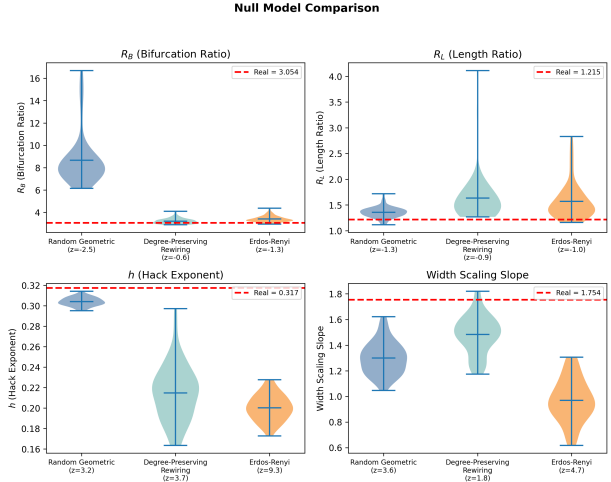 Null Model Comparison
R_B (Bifurcation Ratio)
R_B (Bifurcation Ratio)
16
14
12
10
8
6
4
Real = 3.054
Random Geometric
(z=-2.5)
Degree-Preserving
Rewiring
(z=-0.6)
Erdos-Renyi
(z=-1.3)
R_L (Length Ratio)
R_L (Length Ratio)
4.0
3.5
3.0
2.5
2.0
1.5
1.0
Real = 1.215
Random Geometric
(z=-1.3)
Degree-Preserving
Rewiring
(z=-0.9)
Erdos-Renyi
(z=-1.0)
h (Hack Exponent)
h (Hack Exponent)
0.32
0.30
0.28
0.26
0.24
0.22
0.20
0.18
0.16
Real = 0.317
Random Geometric
(z=3.2)
Degree-Preserving
Rewiring
(z=3.7)
Erdos-Renyi
(z=9.3)
Width Scaling Slope
Width Scaling Slope
1.8
1.6
1.4
1.2
1.0
0.8
0.6
Real = 1.754
Random Geometric
(z=3.6)
Degree-Preserving
Rewiring
(z=1.8)
Erdos-Renyi
(z=4.7)